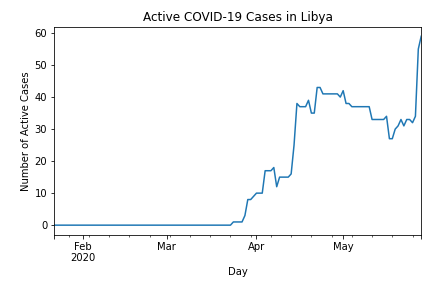 Active COVID-19 Cases in Libya
Number of Active Cases
60
50
40
30
20
10
0
Feb
2020
Mar
Apr
May
Day